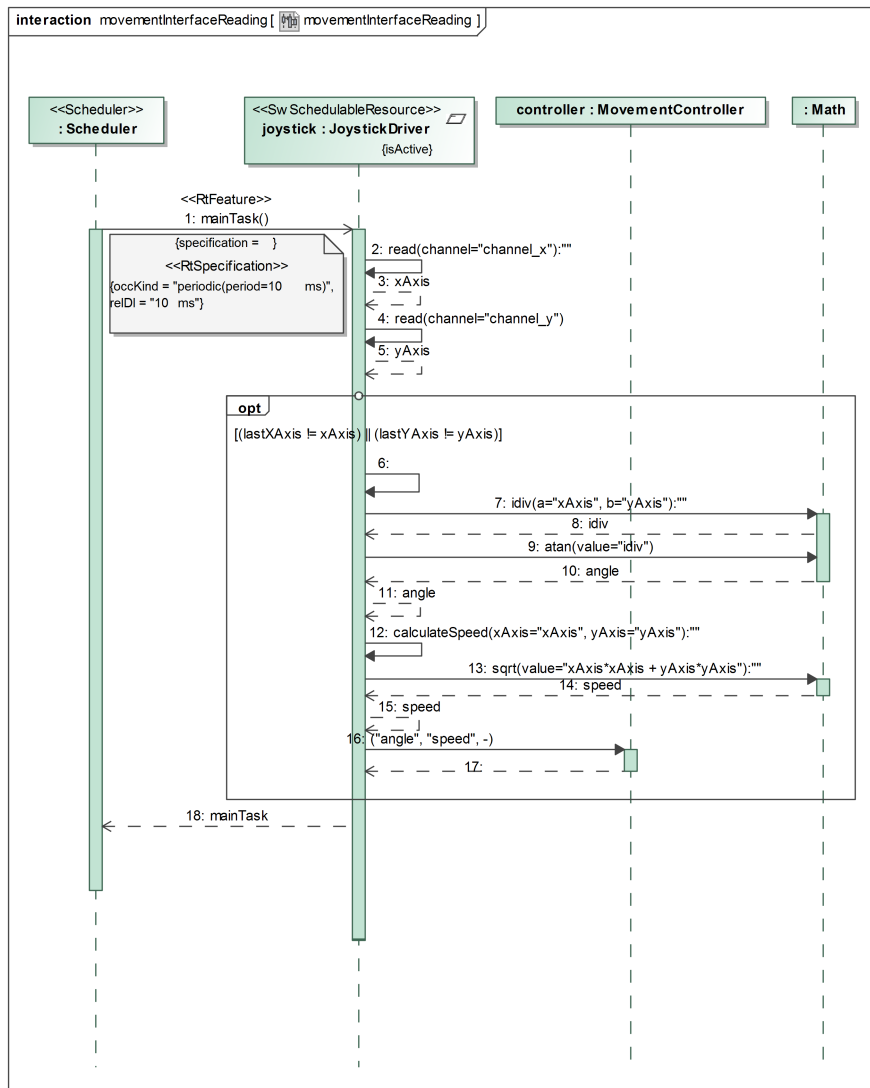 interaction movementInterfaceReading [ movementInterfaceReading ]
<<Scheduler>>
: Scheduler
<<SwSchedulableResource>>
joystick : JoystickDriver
{isActive}
controller : MovementController
: Math
<<RtFeature>>
1: mainTask()
{specification = }
<<RtSpecification>>
{occKind = "periodic(period=10 ms)",
relDl = "10 ms"}
2: read(channel="channel_x"):""
3: xAxis
4: read(channel="channel_y")
5: yAxis
opt
[(lastXAxis != xAxis) || (lastYAxis != yAxis)]
6:
7: idiv(a="xAxis", b="yAxis"):""
8: idiv
9: atan(value="idiv")
10: angle
11: angle
12: calculateSpeed(xAxis="xAxis", yAxis="yAxis"):""
13: sqrt(value="xAxis*xAxis + yAxis*yAxis"):""
14: speed
15: speed
16: ("angle", "speed", -)
17:
18: mainTask